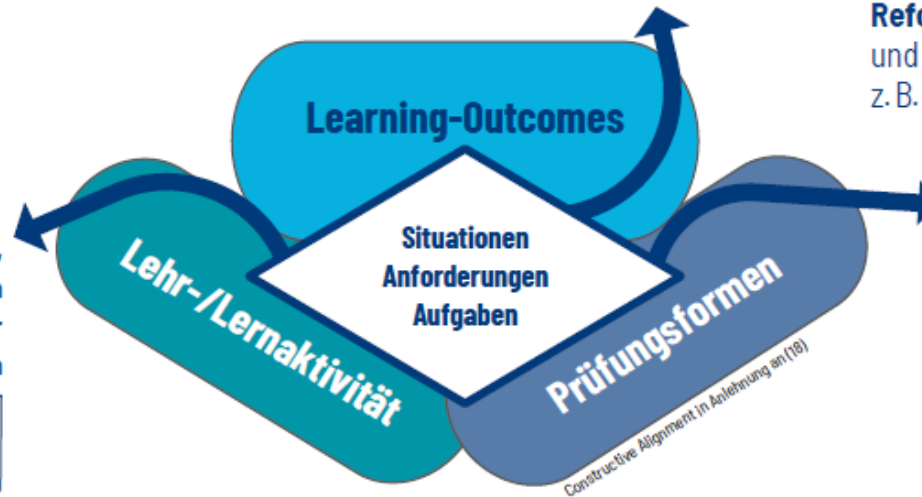 Refo
und
z. B.
Learning-Outcomes
Situationen
Anforderungen
Aufgaben
Lehr-/Lernaktivität
Prüfungsformen
Constructive Alignment in Anlehnung an (18)